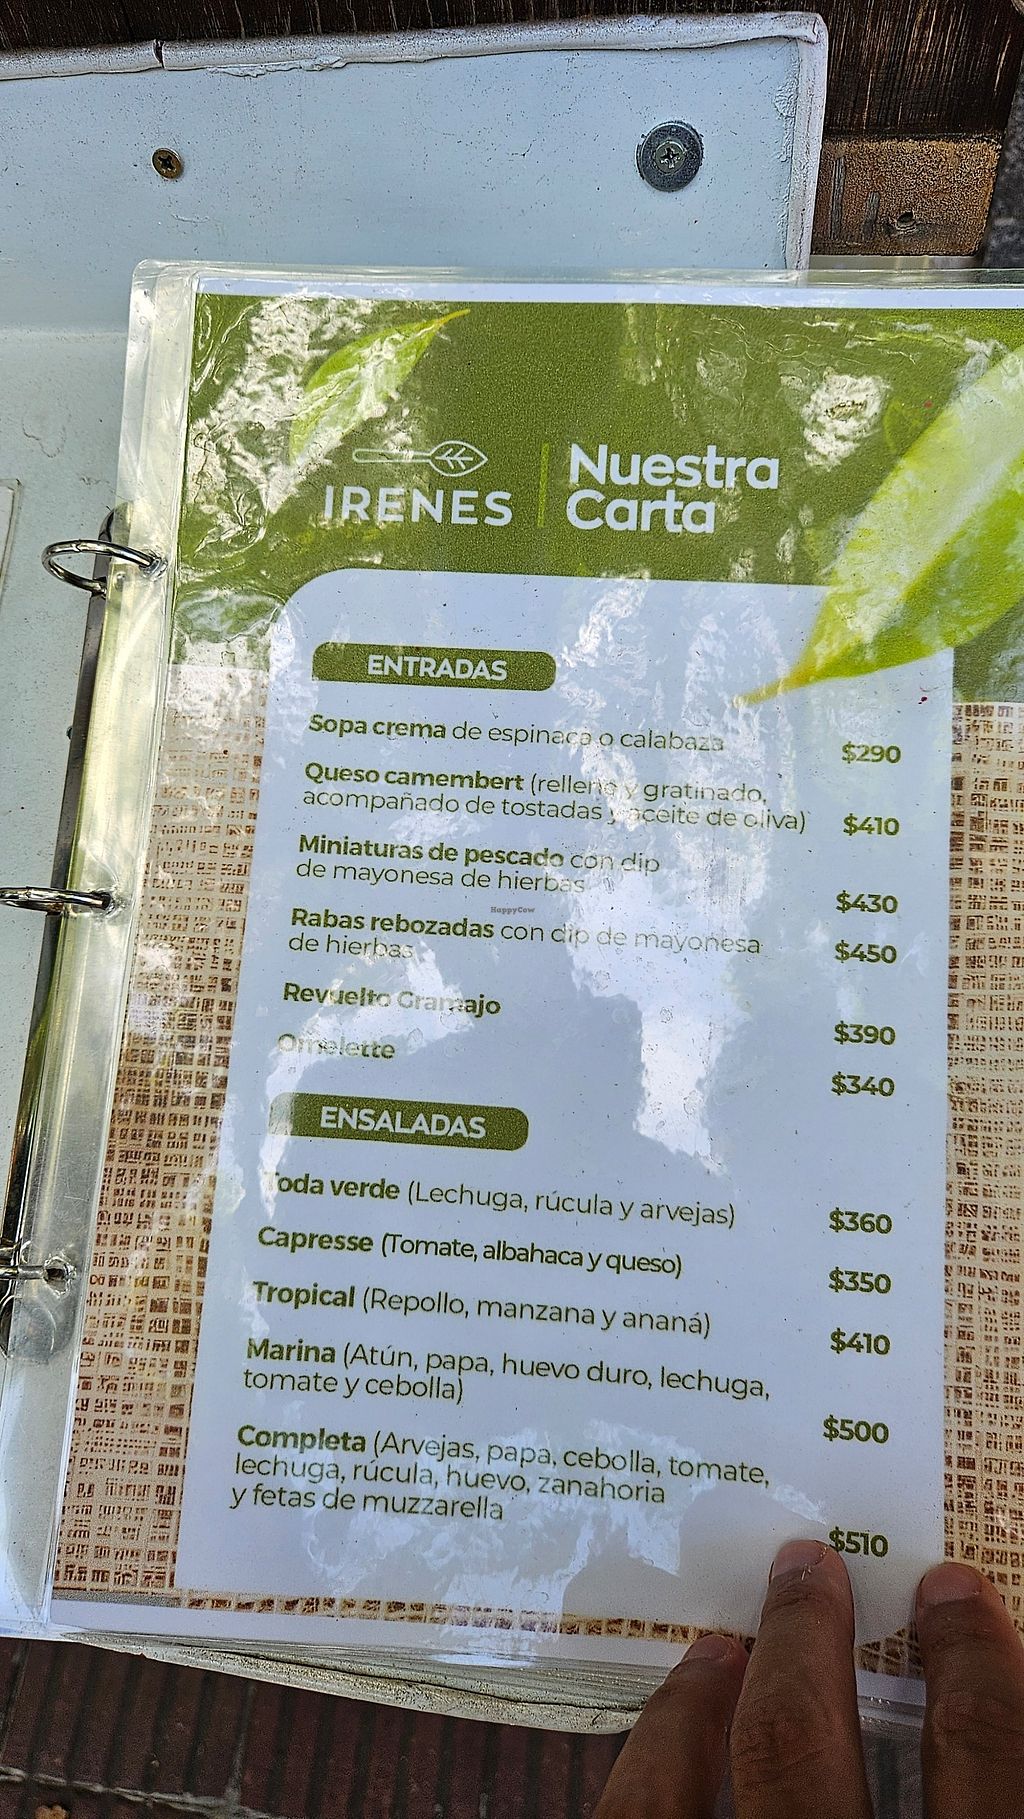 IRENES
Nuestra
Carta
ENTRADAS
Sopa crema de espinaca o calabaza $290
Queso camembert (relleno y gratinado,
acompañado de tostadas y aceite de oliva) $410
Miniaturas de pescado con dip
de mayonesa de hierbas $430
HappyCow
Rabas rebozadas con dip de mayonesa
de hierbas $450
Revuelto Gramajo $390
Omelette $340
ENSALADAS
Toda verde (Lechuga, rúcula y arvejas) $360
Capresse (Tomate, albahaca y queso) $350
Tropical (Repollo, manzana y ananá) $410
Marina (Atún, papa, huevo duro, lechuga,
tomate y cebolla) $500
Completa (Arvejas, papa, cebolla, tomate,
lechuga, rúcula, huevo, zanahoria
y fetas de muzzarella $510